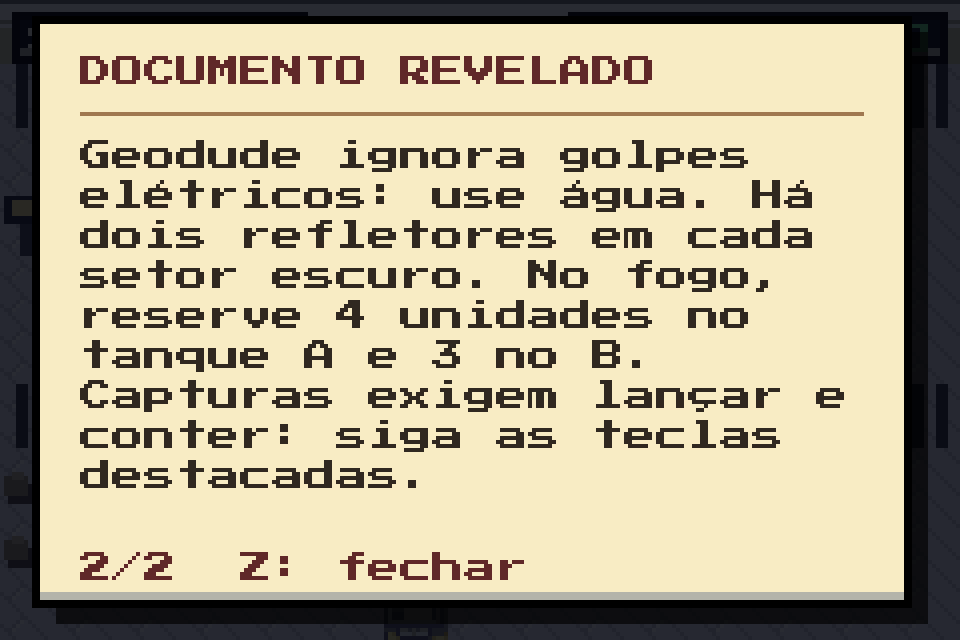 DOCUMENTO REVELADO
Geodude ignora golpes
elétricos: use água. Há
dois refletores em cada
setor escuro. No fogo,
reserve 4 unidades no
tanque A e 3 no B.
Capturas exigem lançar e
conter: siga as teclas
destacadas.
2/2 Z: fechar